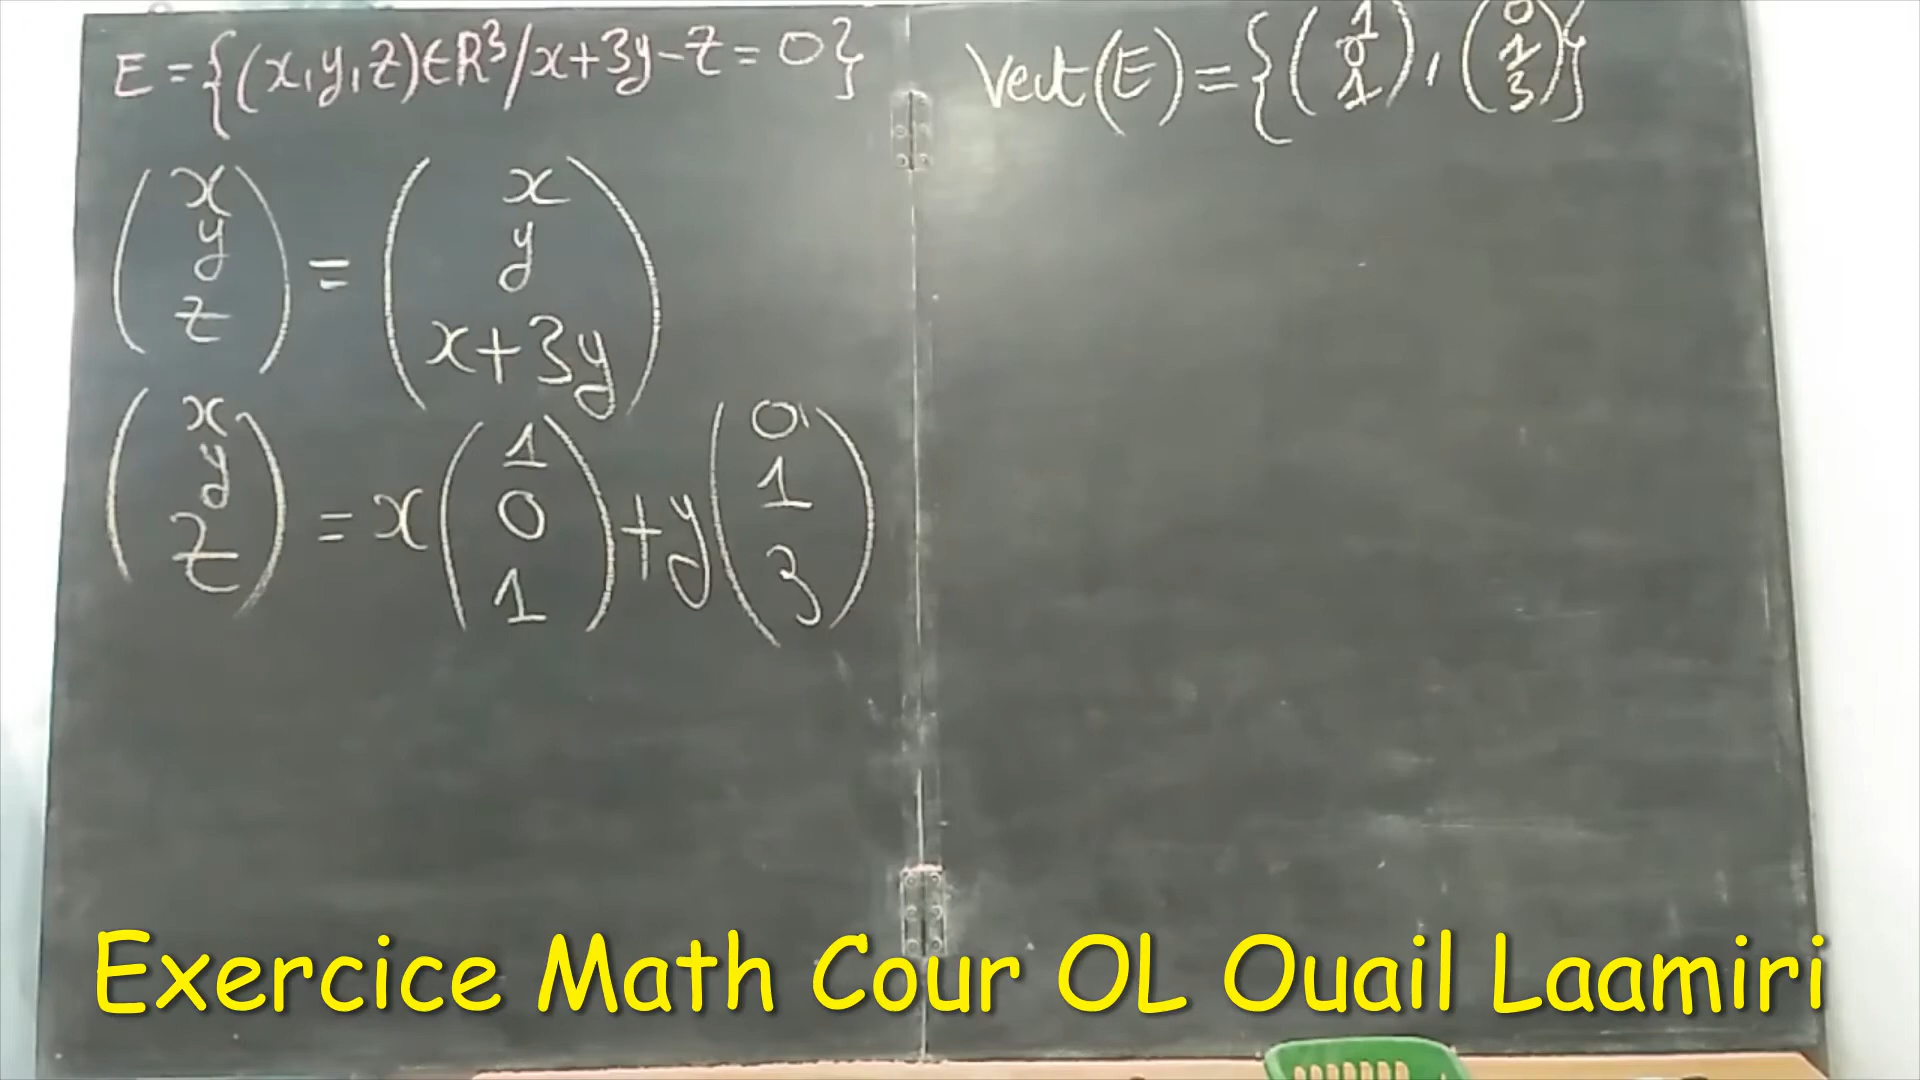 E = {(x,y,z)∈R³/x+3y-z=0}
(x y z) = (x y x+3y)
(x y z) = x(1 0 1)+y(0 1 3)
Vect(E) = {(1 0 1), (0 1 3)}
Exercice Math Cour OL Ouail Laamiri